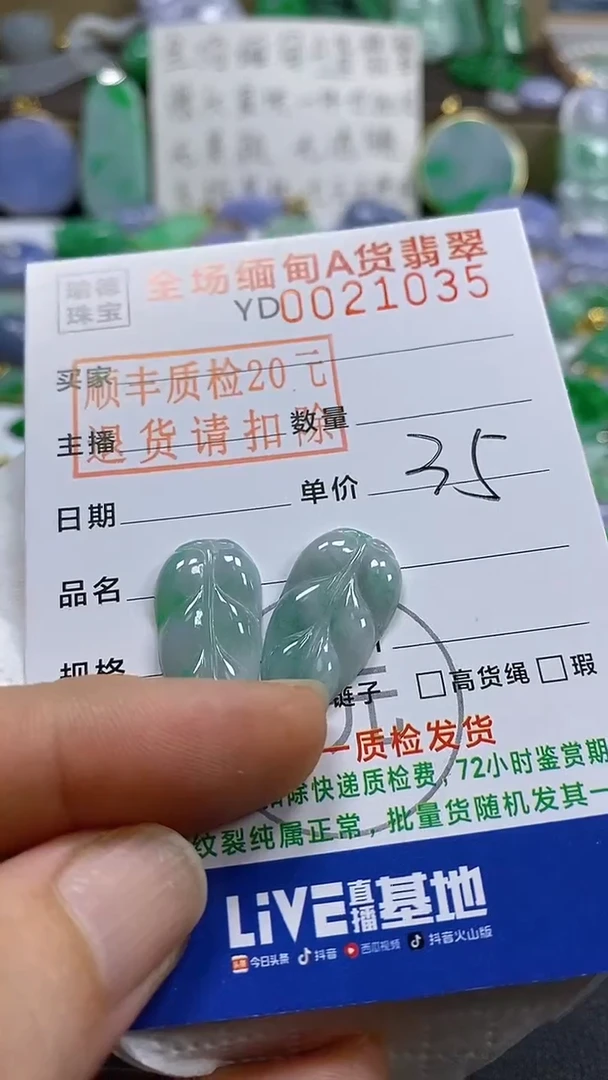 全场缅甸A货翡翠
珠宝
YD0021035
买家
顺丰质检20元
退货请扣除
主播
数量
35
日期
单价
品名
规格
链子 □高货绳 □瑕
一质检发货
扣除快递质检费，72小时鉴赏期
纹裂纯属正常，批量货随机发其一
LiVE直播基地
头条 今日头条 抖音 西瓜视频 抖音火山版